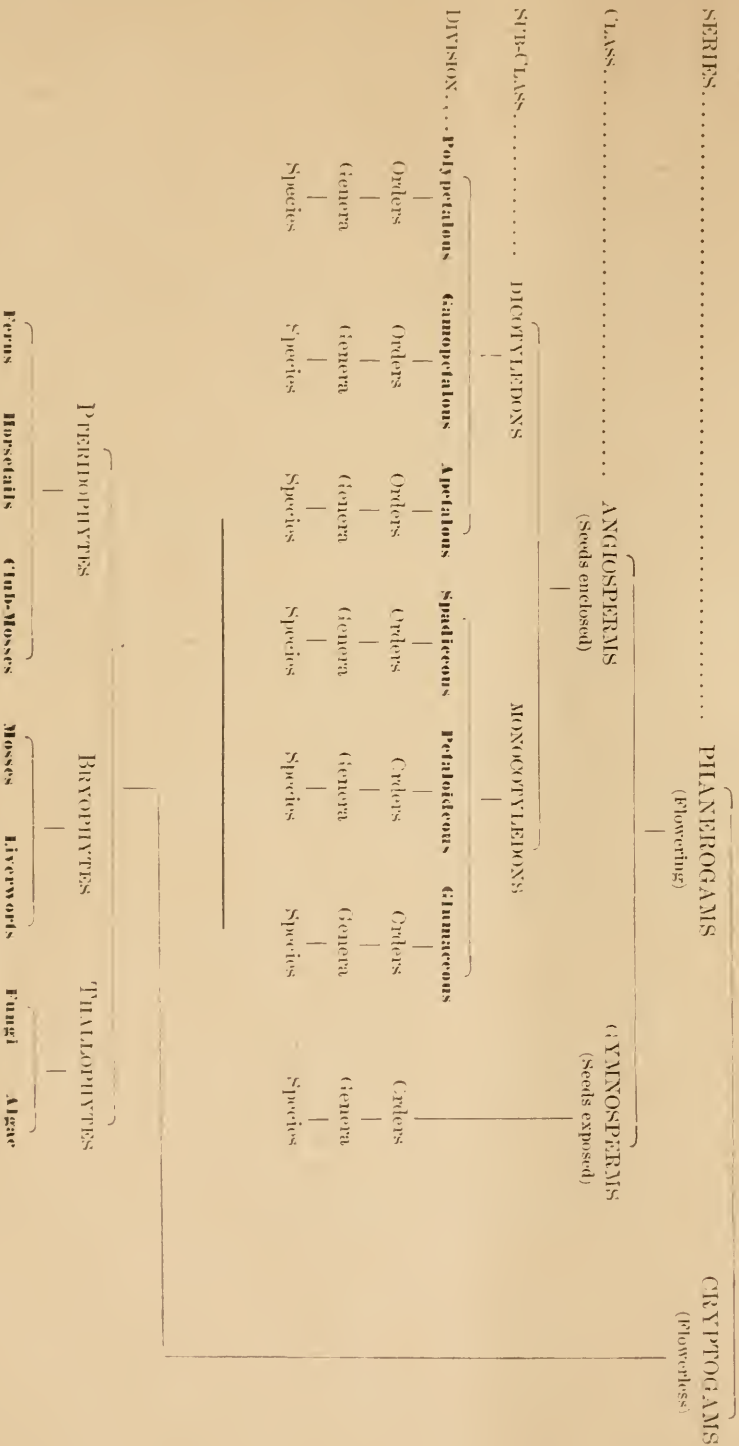 SERIES........ PHANEROGAMS CRYPTOGAMS
(Flowering) (Flowerless)
CLASS........ ANGIOSPERMS GYMNOSPERMS
(Seeds enclosed) (Seeds exposed)
SUB-CLASS........ DICOTYLEDONS MONOCOTYLEDONS
DIVISION.... Polypetalous Gamopetalous Apetalous Spadiceous Petaloideous Glumaceous
Orders Orders Orders Orders Orders Orders Orders
Genera Genera Genera Genera Genera Genera Genera
Species Species Species Species Species Species Species
PTERIDOPHYTES BRYOPHYTES THALLOPHYTES
Ferns Horsetails Club-Mosses Mosses Liverworts Fungi Algae